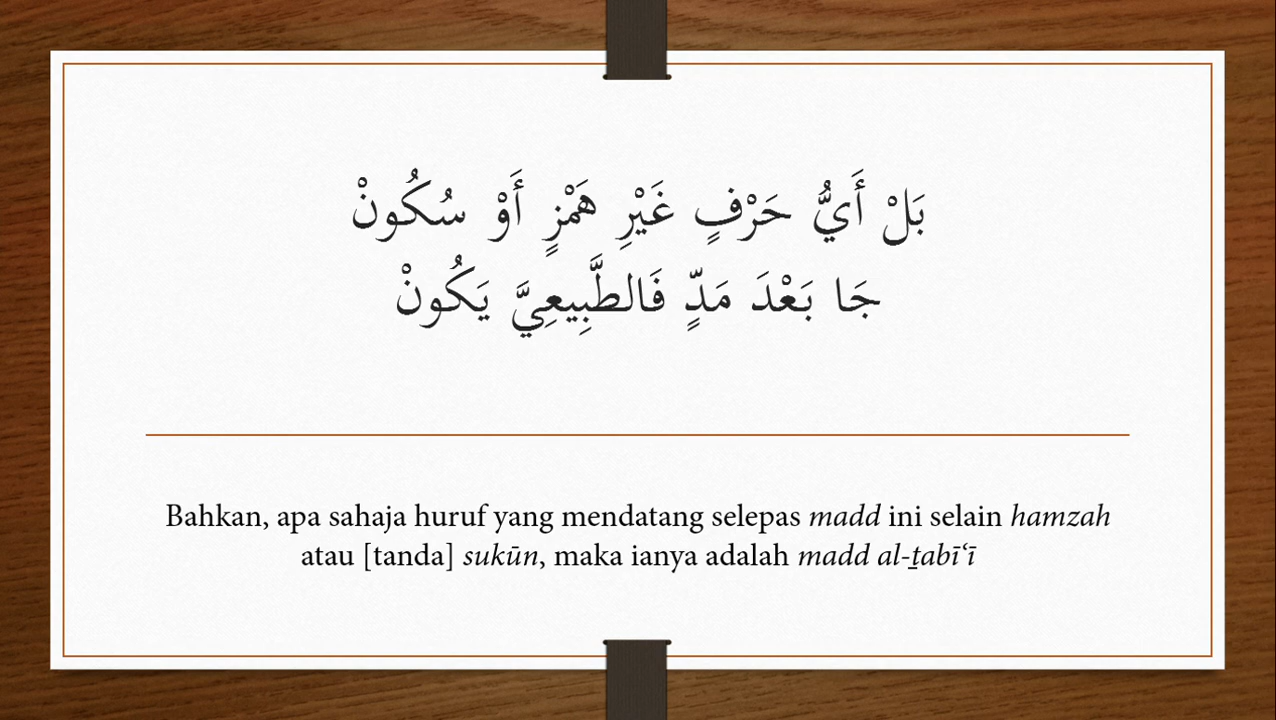 بَلْ أَيُّ حَرْفٍ غَيْرِ هَمْزٍ أَوْ سُكُونْ
جَا بَعْدَ مَدٍّ فَالطَّبِيعِيَّ يَكُونْ
Bahkan, apa sahaja huruf yang mendatang selepas madd ini selain hamzah
atau [tanda] sukūn, maka ianya adalah madd al-ṯabī‘ī